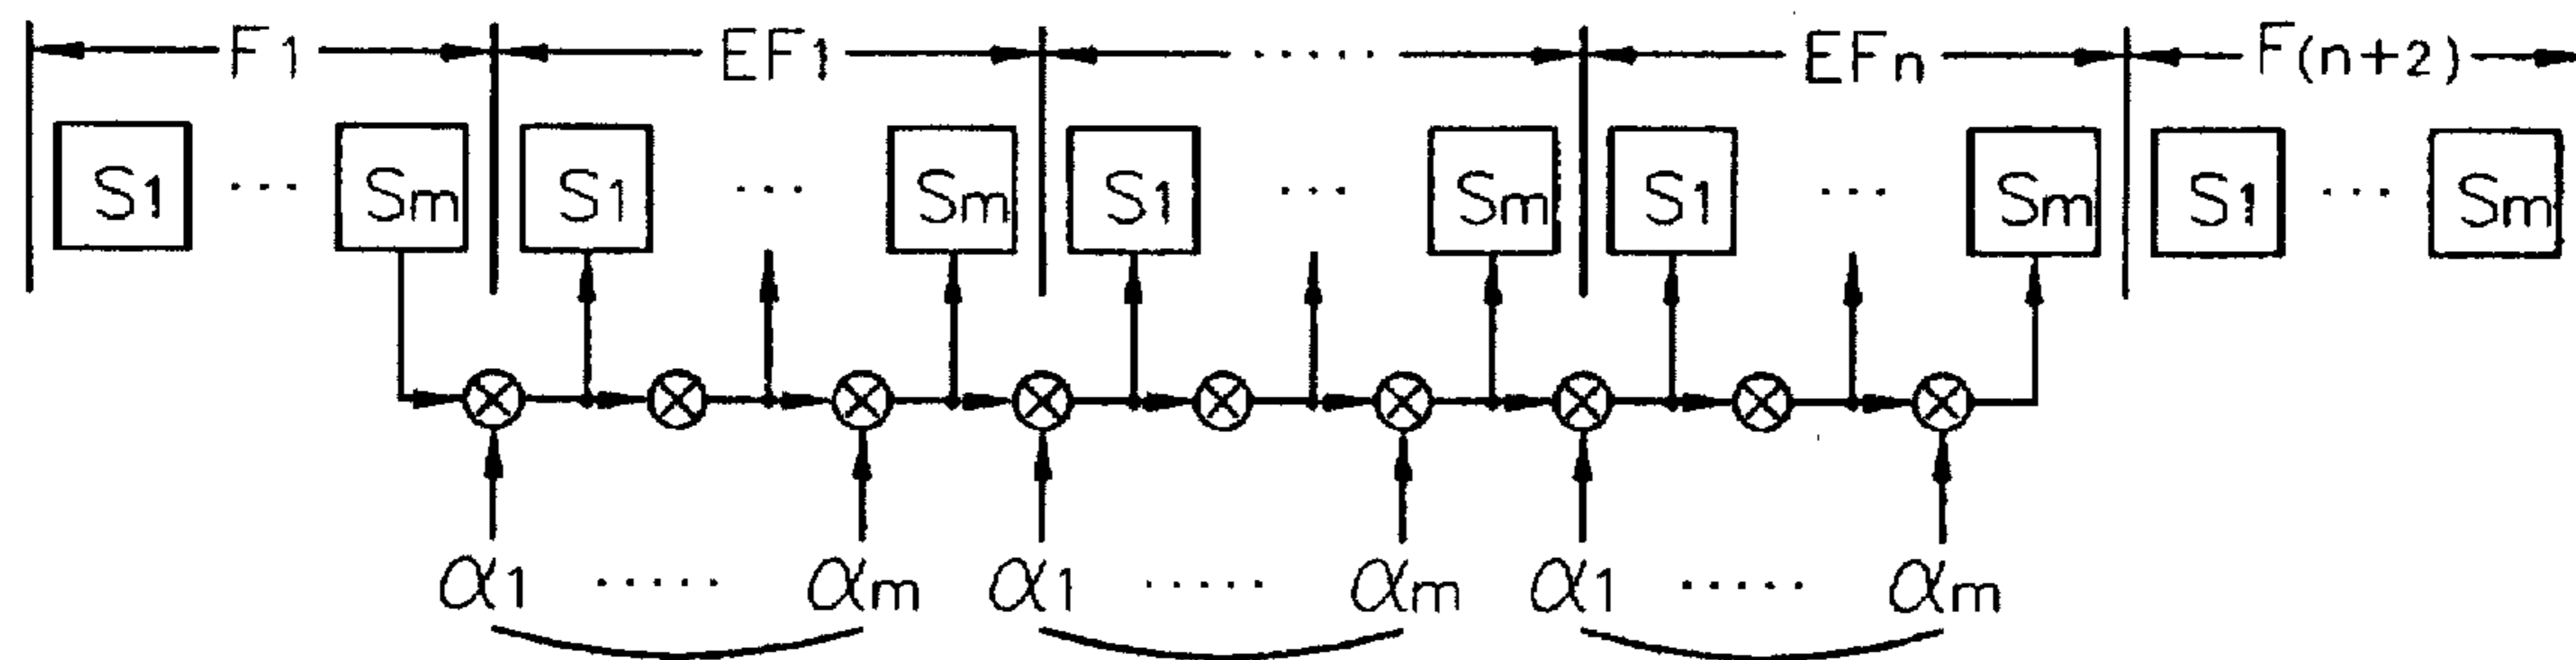 F1 EF1 ····· EFn F(n+2)
S1 ··· Sm S1 ··· Sm S1 ··· Sm S1 ··· Sm S1 ··· Sm
α1 ····· αm α1 ····· αm α1 ····· αm